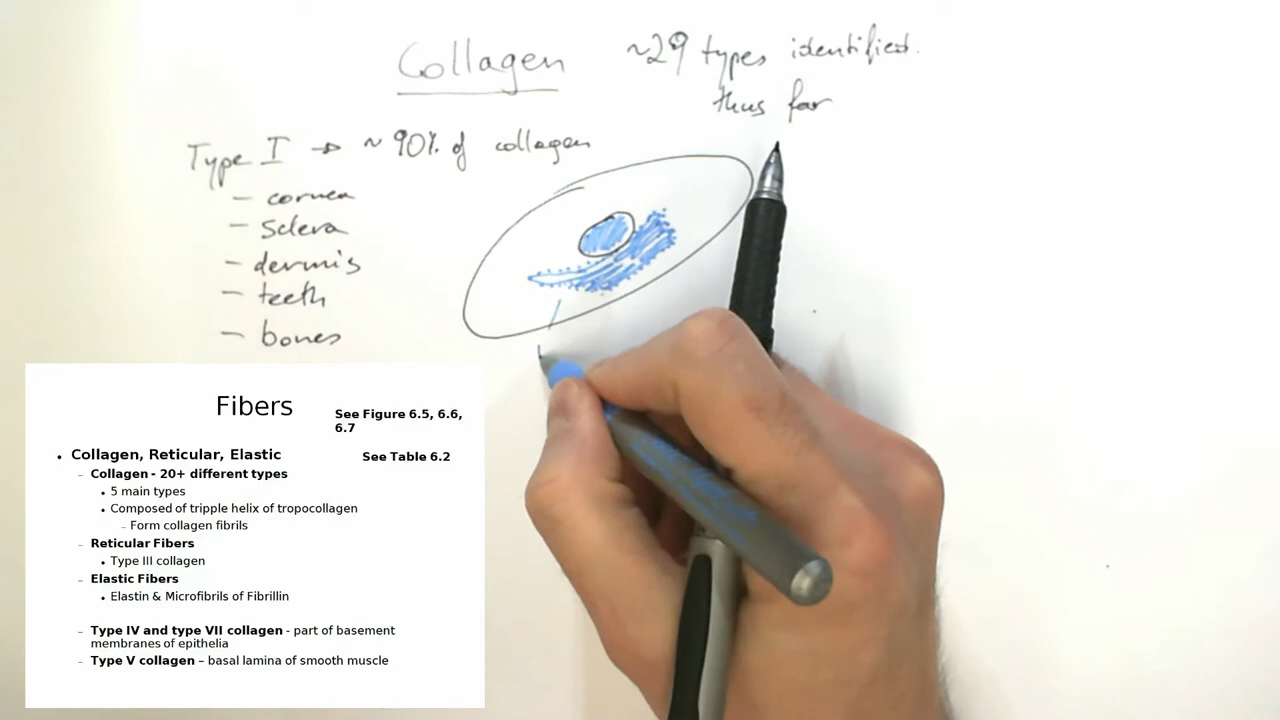 Collagen ~29 types identified.
thus far
Type I → ~90% of collagen
– cornea
– Sclera
– dermis
– teeth
– bones
Fibers
See Figure 6.5, 6.6,
6.7
• Collagen, Reticular, Elastic
See Table 6.2
– Collagen - 20+ different types
• 5 main types
• Composed of tripple helix of tropocollagen
– Form collagen fibrils
– Reticular Fibers
• Type III collagen
– Elastic Fibers
• Elastin & Microfibrils of Fibrillin
– Type IV and type VII collagen - part of basement
membranes of epithelia
– Type V collagen – basal lamina of smooth muscle